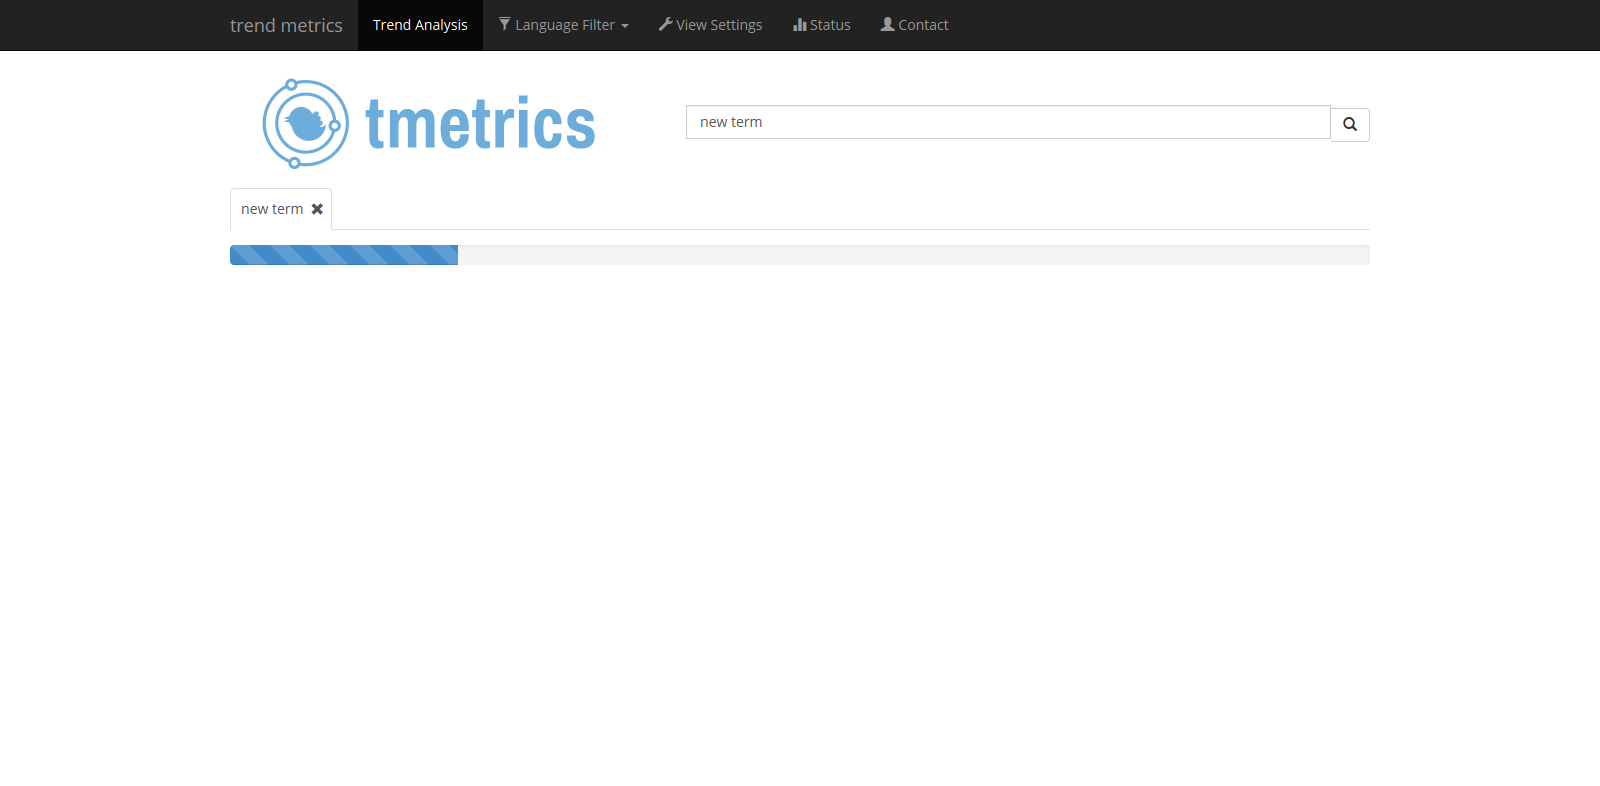 trend metrics Trend Analysis Language Filter View Settings Status Contact
tmetrics
new term
new term